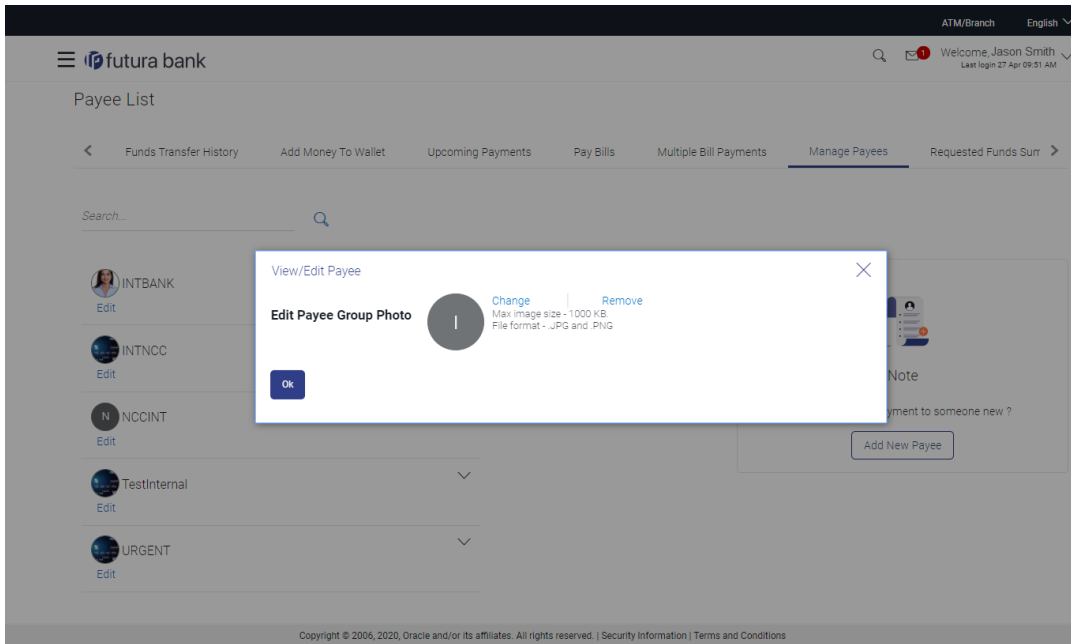 ATM/Branch English
futura bank
1 Welcome, Jason Smith
Last login 27 Apr 09:51 AM
Payee List
Funds Transfer History Add Money To Wallet Upcoming Payments Pay Bills Multiple Bill Payments Manage Payees Requested Funds Sum
Search...
INTBANK
Edit
INTNCC
Edit
N NCCINT
Edit
TestInternal
Edit
URGENT
Edit
View/Edit Payee
Edit Payee Group Photo
I
Change Remove
Max image size - 1000 KB.
File format - .JPG and .PNG
Ok
Note
yment to someone new ?
Add New Payee
Copyright © 2006, 2020, Oracle and/or its affiliates. All rights reserved. | Security Information | Terms and Conditions